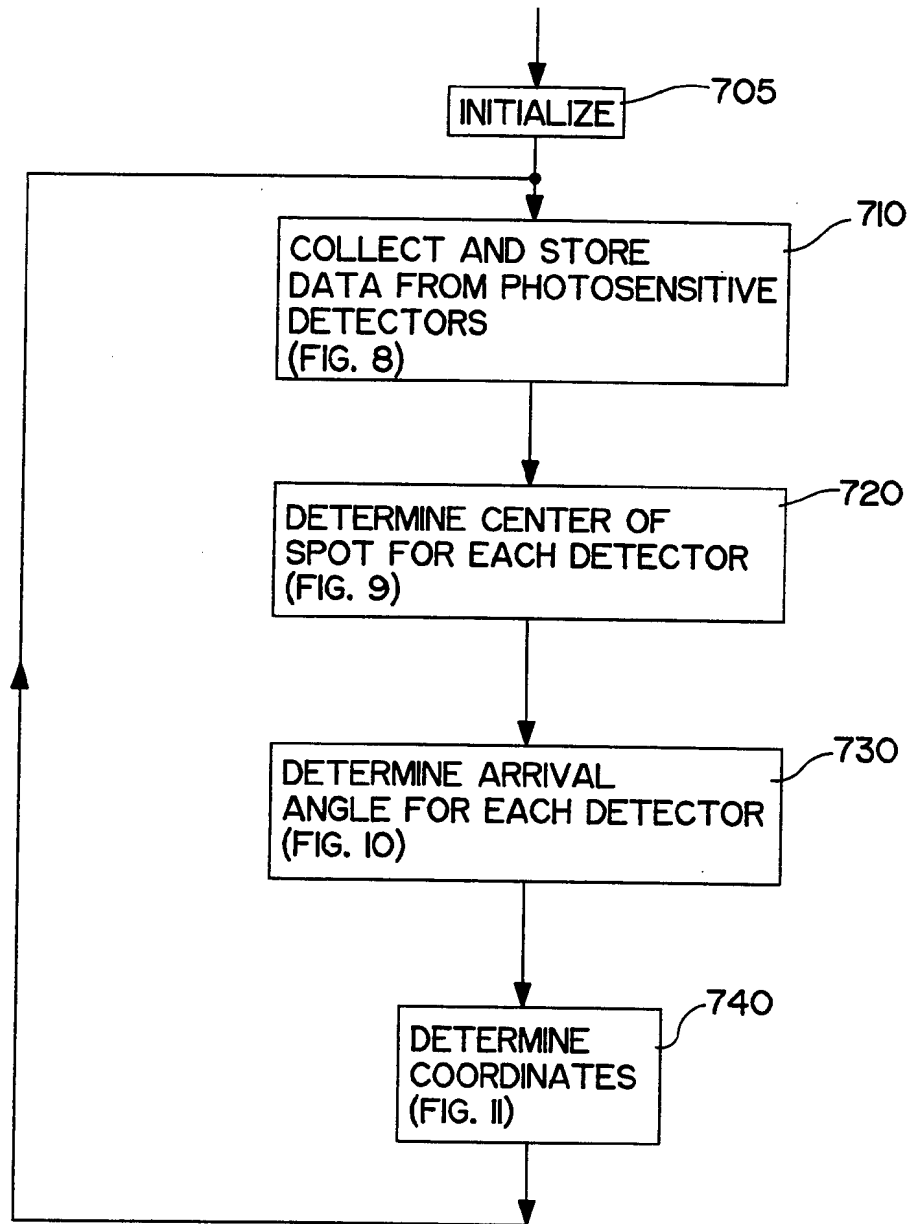 INITIALIZE
705
710
COLLECT AND STORE
DATA FROM PHOTOSENSITIVE
DETECTORS
(FIG. 8)
720
DETERMINE CENTER OF
SPOT FOR EACH DETECTOR
(FIG. 9)
730
DETERMINE ARRIVAL
ANGLE FOR EACH DETECTOR
(FIG. 10)
740
DETERMINE
COORDINATES
(FIG. 11)